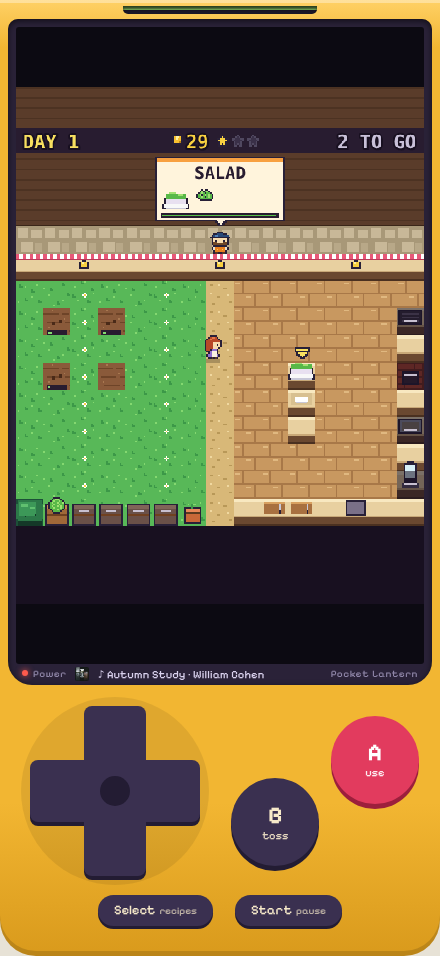 DAY 1 29 2 TO GO
SALAD
Power ♪ Autumn Study · William Cohen Pocket Lantern
A
use
B
toss
Select recipes Start pause